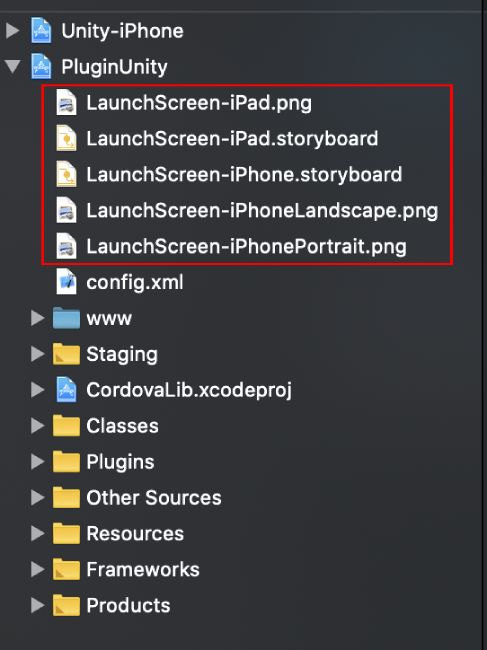 Unity-iPhone
PluginUnity
LaunchScreen-iPad.png
LaunchScreen-iPad.storyboard
LaunchScreen-iPhone.storyboard
LaunchScreen-iPhoneLandscape.png
LaunchScreen-iPhonePortrait.png
config.xml
www
Staging
CordovaLib.xcodeproj
Classes
Plugins
Other Sources
Resources
Frameworks
Products